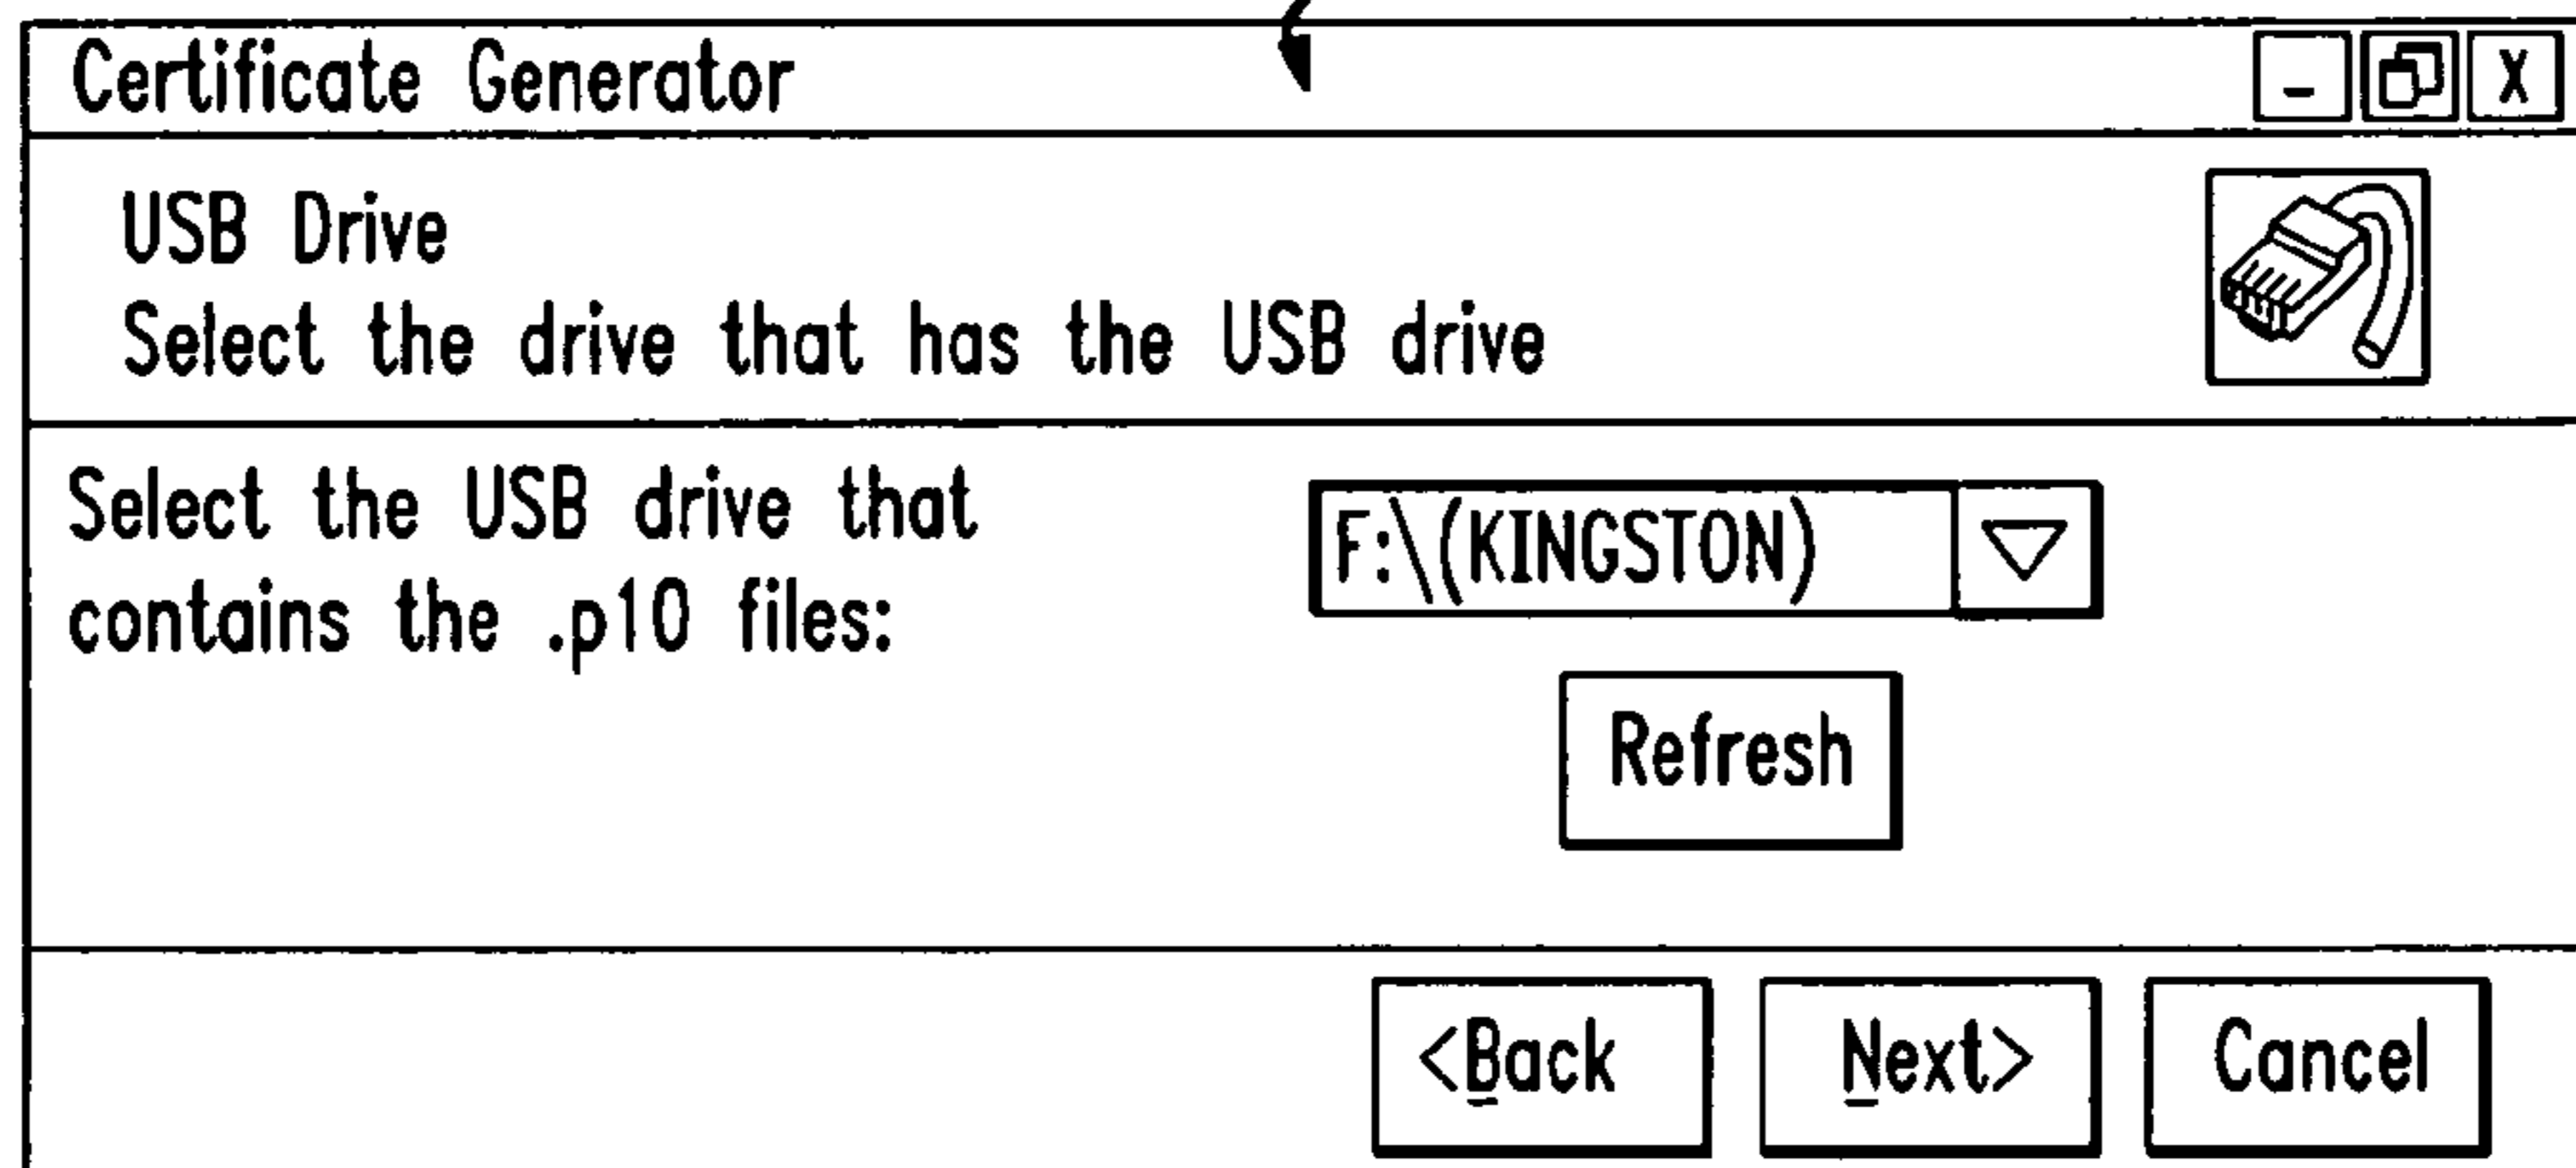 Certificate Generator
- X
USB Drive
Select the drive that has the USB drive
Select the USB drive that
contains the .p10 files:
F:\(KINGSTON)
Refresh
<Back Next> Cancel